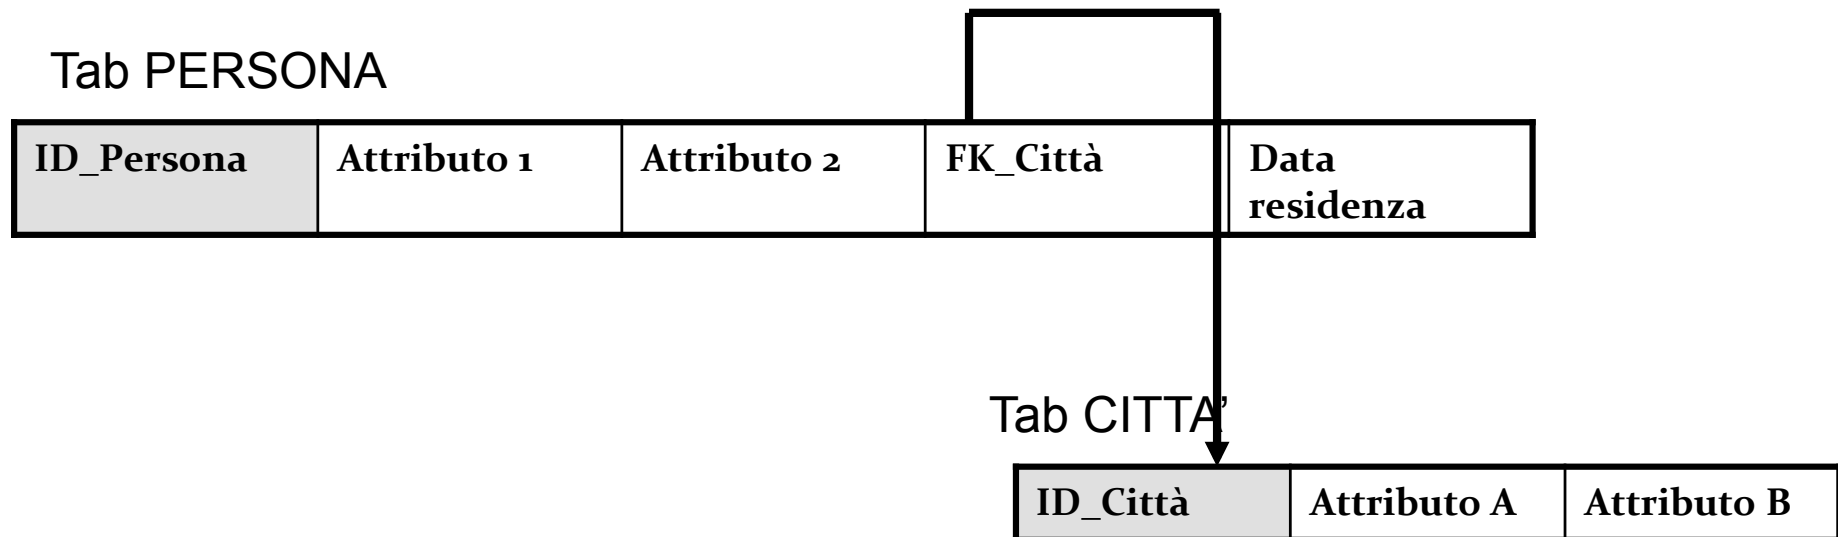 Tab PERSONA
ID_Persona Attributo 1 Attributo 2 FK_Città Data
residenza
Tab CITTA’
ID_Città Attributo A Attributo B